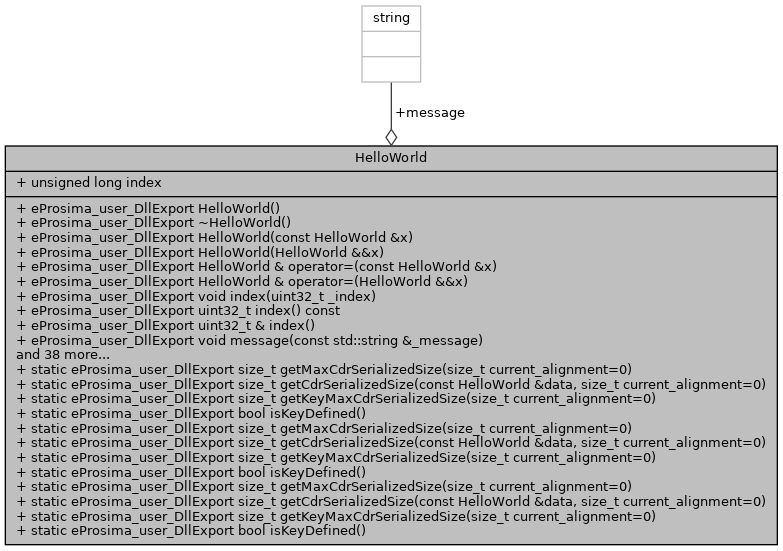 string
+message
HelloWorld
+ unsigned long index
+ eProsima_user_DllExport HelloWorld()
+ eProsima_user_DllExport ~HelloWorld()
+ eProsima_user_DllExport HelloWorld(const HelloWorld &x)
+ eProsima_user_DllExport HelloWorld(HelloWorld &&x)
+ eProsima_user_DllExport HelloWorld & operator=(const HelloWorld &x)
+ eProsima_user_DllExport HelloWorld & operator=(HelloWorld &&x)
+ eProsima_user_DllExport void index(uint32_t _index)
+ eProsima_user_DllExport uint32_t index() const
+ eProsima_user_DllExport uint32_t & index()
+ eProsima_user_DllExport void message(const std::string &_message)
and 38 more...
+ static eProsima_user_DllExport size_t getMaxCdrSerializedSize(size_t current_alignment=0)
+ static eProsima_user_DllExport size_t getCdrSerializedSize(const HelloWorld &data, size_t current_alignment=0)
+ static eProsima_user_DllExport size_t getKeyMaxCdrSerializedSize(size_t current_alignment=0)
+ static eProsima_user_DllExport bool isKeyDefined()
+ static eProsima_user_DllExport size_t getMaxCdrSerializedSize(size_t current_alignment=0)
+ static eProsima_user_DllExport size_t getCdrSerializedSize(const HelloWorld &data, size_t current_alignment=0)
+ static eProsima_user_DllExport size_t getKeyMaxCdrSerializedSize(size_t current_alignment=0)
+ static eProsima_user_DllExport bool isKeyDefined()
+ static eProsima_user_DllExport size_t getMaxCdrSerializedSize(size_t current_alignment=0)
+ static eProsima_user_DllExport size_t getCdrSerializedSize(const HelloWorld &data, size_t current_alignment=0)
+ static eProsima_user_DllExport size_t getKeyMaxCdrSerializedSize(size_t current_alignment=0)
+ static eProsima_user_DllExport bool isKeyDefined()